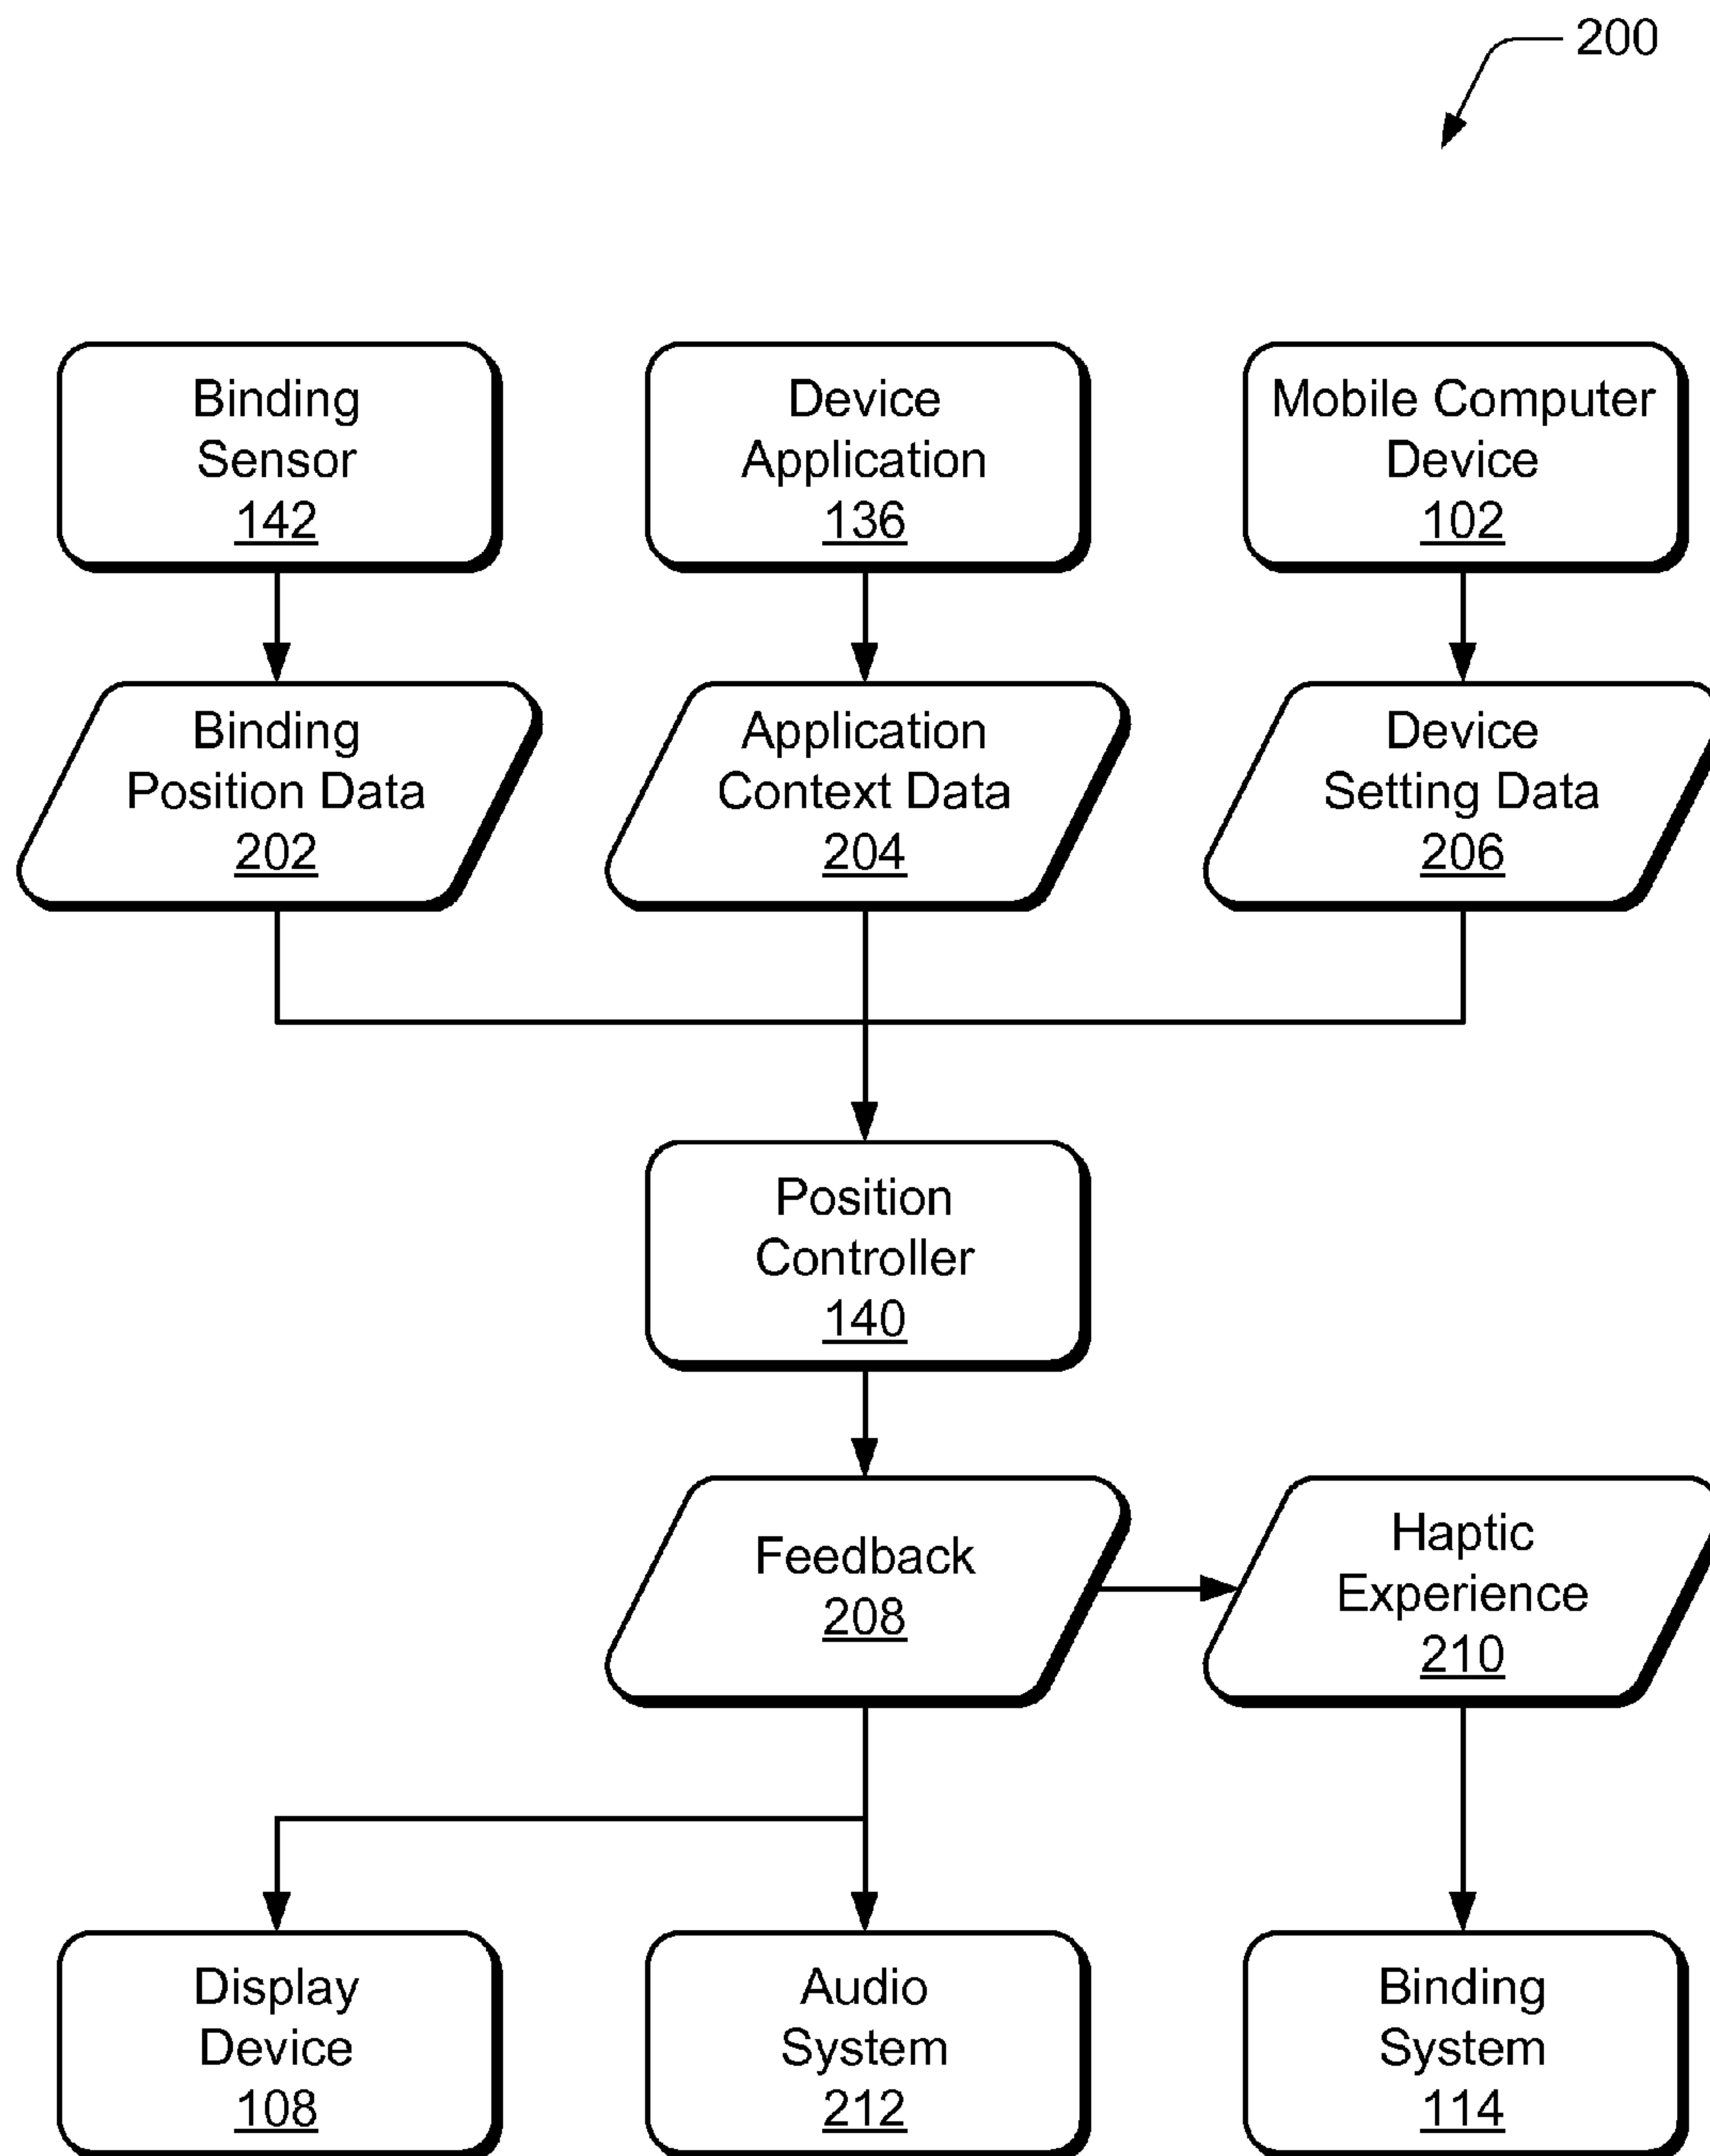 200
Binding
Sensor
142
Device
Application
136
Mobile Computer
Device
102
Binding
Position Data
202
Application
Context Data
204
Device
Setting Data
206
Position
Controller
140
Feedback
208
Haptic
Experience
210
Display
Device
108
Audio
System
212
Binding
System
114